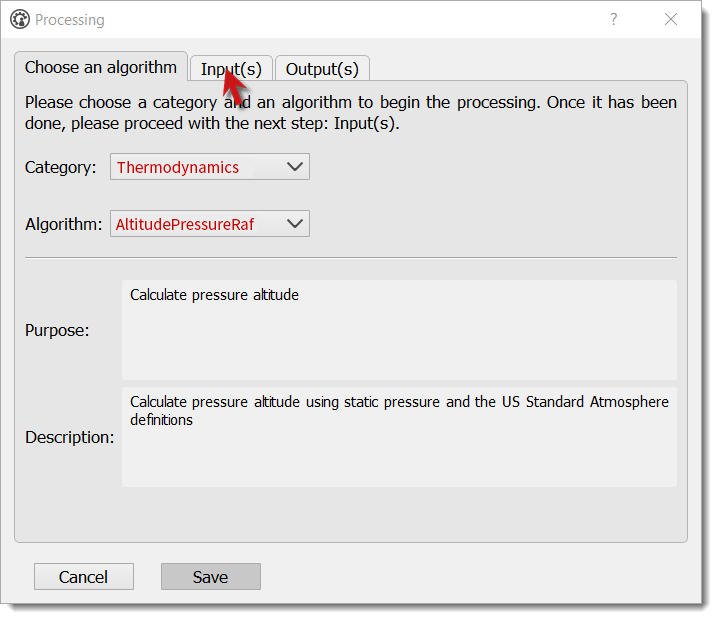 Processing
?
Choose an algorithm
Input(s)
Output(s)
Please choose a category and an algorithm to begin the processing. Once it has been
done, please proceed with the next step: Input(s).
Category:
Thermodynamics
Algorithm:
AltitudePressureRaf
Purpose:
Calculate pressure altitude
Description:
Calculate pressure altitude using static pressure and the US Standard Atmosphere
definitions
Cancel
Save